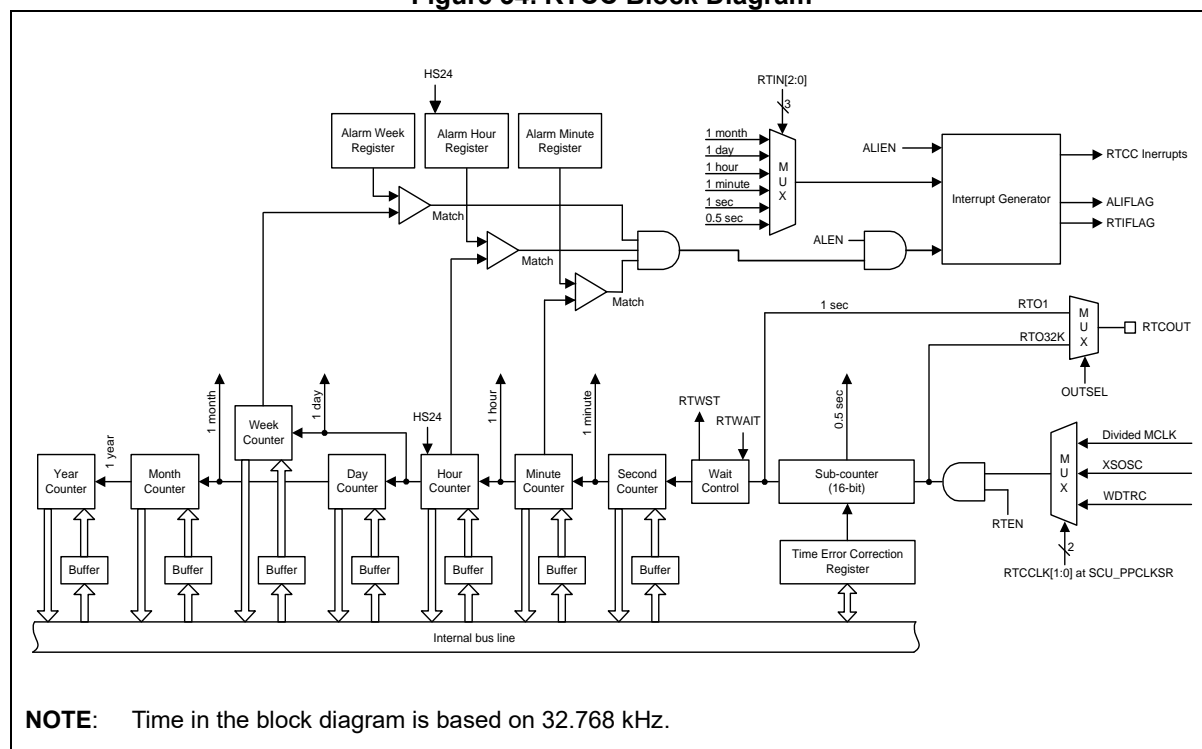 HS24
RTIN[2:0]
3
Alarm Week
Register
Alarm Hour
Register
Alarm Minute
Register
1 month
1 day
1 hour
1 minute
1 sec
0.5 sec
M
U
X
ALIEN
Interrupt Generator
RTCC Inerrupts
ALIFLAG
RTIFLAG
Match
Match
Match
ALEN
1 sec
RTO1
RTO32K
M
U
X
RTCOUT
OUTSEL
1 year
1 month
1 day
HS24
1 hour
1 minute
RTWST
RTWAIT
0.5 sec
Year
Counter
Month
Counter
Week
Counter
Day
Counter
Hour
Counter
Minute
Counter
Second
Counter
Wait
Control
Sub-counter
(16-bit)
RTEN
M
U
X
Divided MCLK
XSOSC
WDTRC
2
RTCCLK[1:0] at SCU_PPCLKSR
Buffer
Buffer
Buffer
Buffer
Buffer
Buffer
Buffer
Time Error Correction
Register
Internal bus line
NOTE: Time in the block diagram is based on 32.768 kHz.